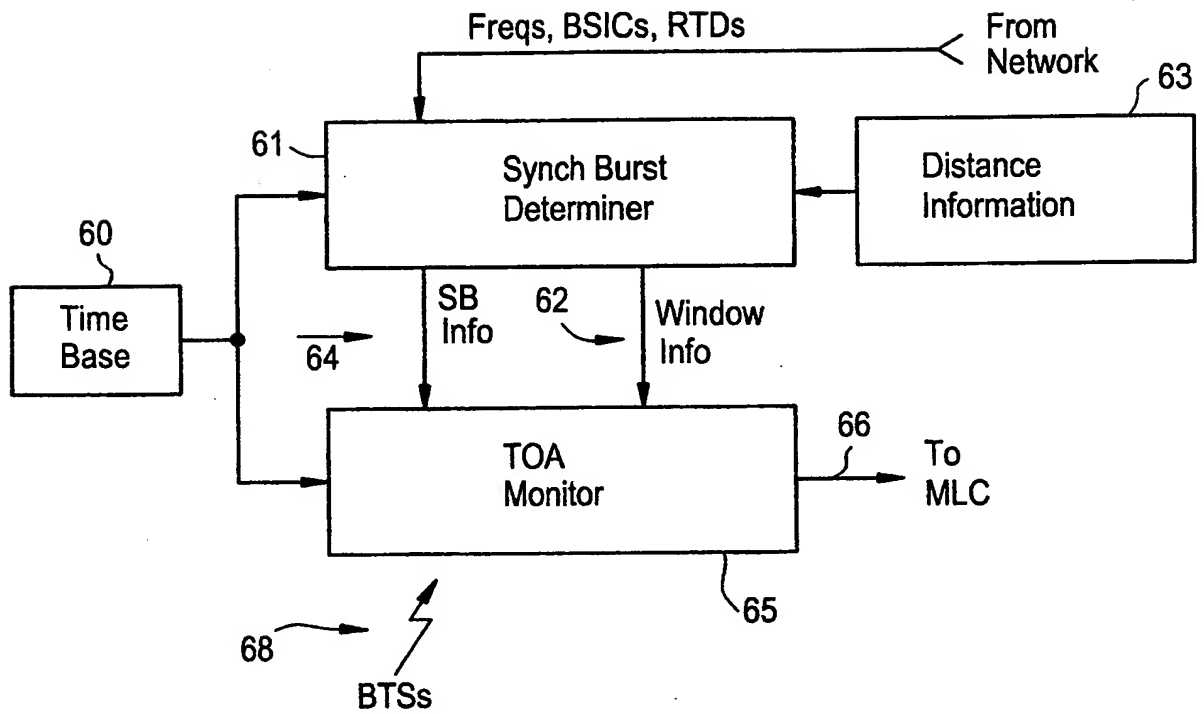 Freqs, BSICs, RTDs
From
Network
63
61
Synch Burst
Determiner
Distance
Information
60
Time
Base
64
SB
Info
62
Window
Info
TOA
Monitor
66
To
MLC
65
68
BTSs